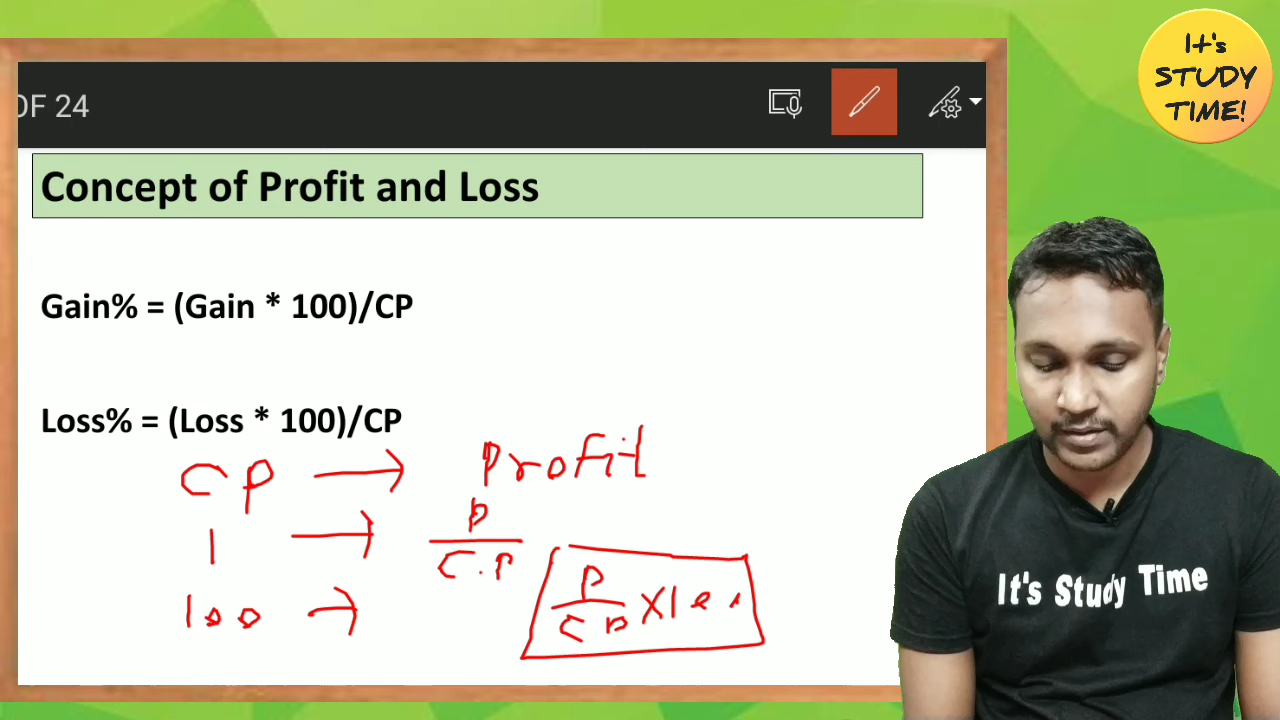 It's
STUDY
TIME!
OF 24
Concept of Profit and Loss
Gain% = (Gain * 100)/CP
Loss% = (Loss * 100)/CP
CP → Profit
1 → P/C.P
100 → P/CP X100
It's Study Time